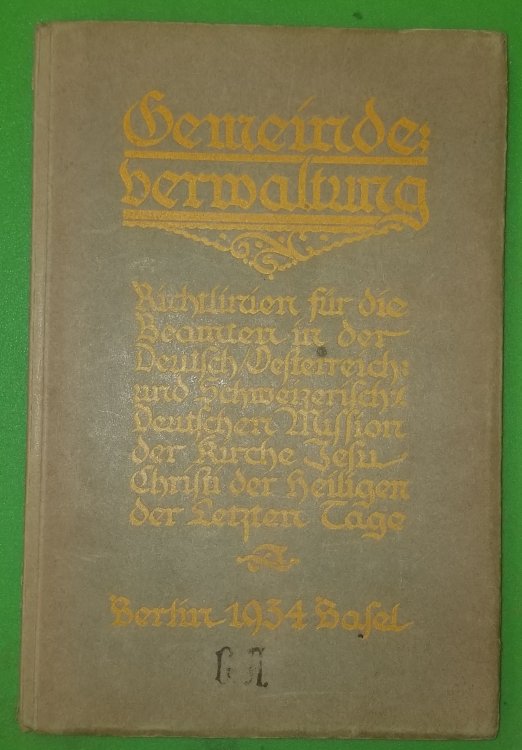 Gemeinde:
verwaltung
Richtlinien für die
Beamten in der
Deutsch/Oesterreich:
und Schweizerisch:
Deutschen Mission
der Kirche Jesu
Christi der Heiligen
der Letzten Tage
Berlin 1934 Basel